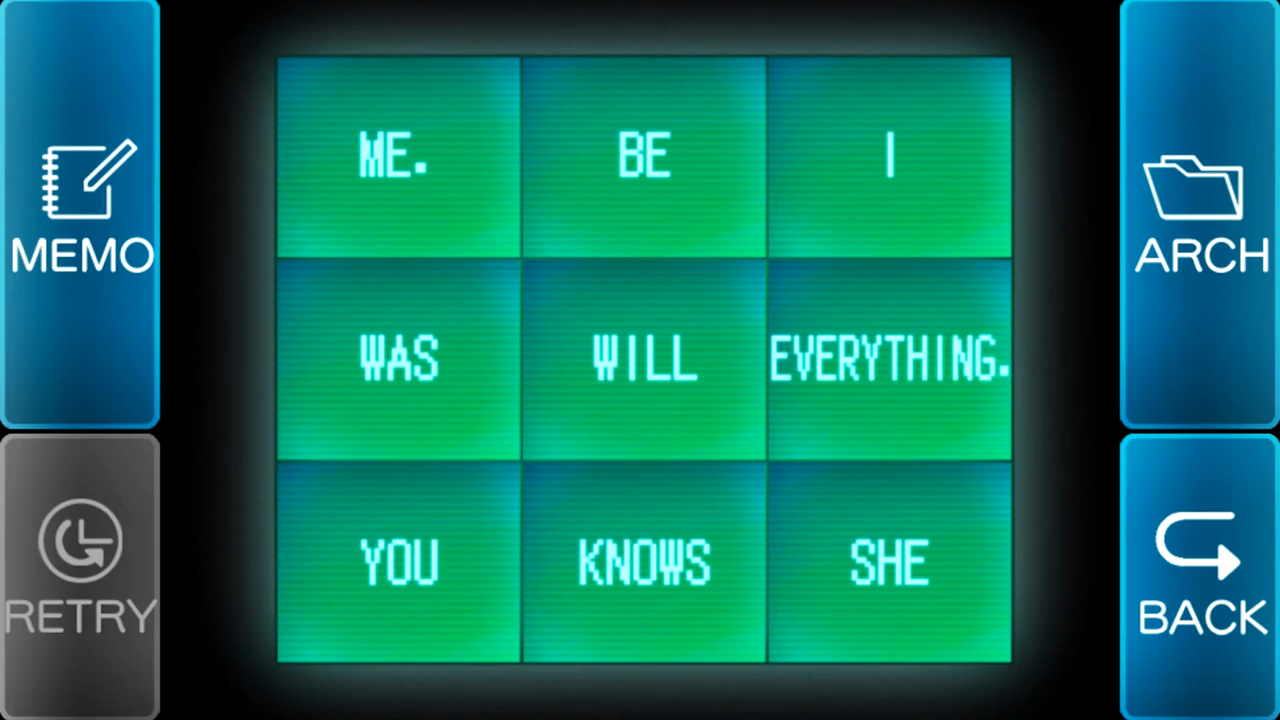 ME. BE I
WAS WILL EVERYTHING.
YOU KNOWS SHE
MEMO
RETRY
ARCH
BACK